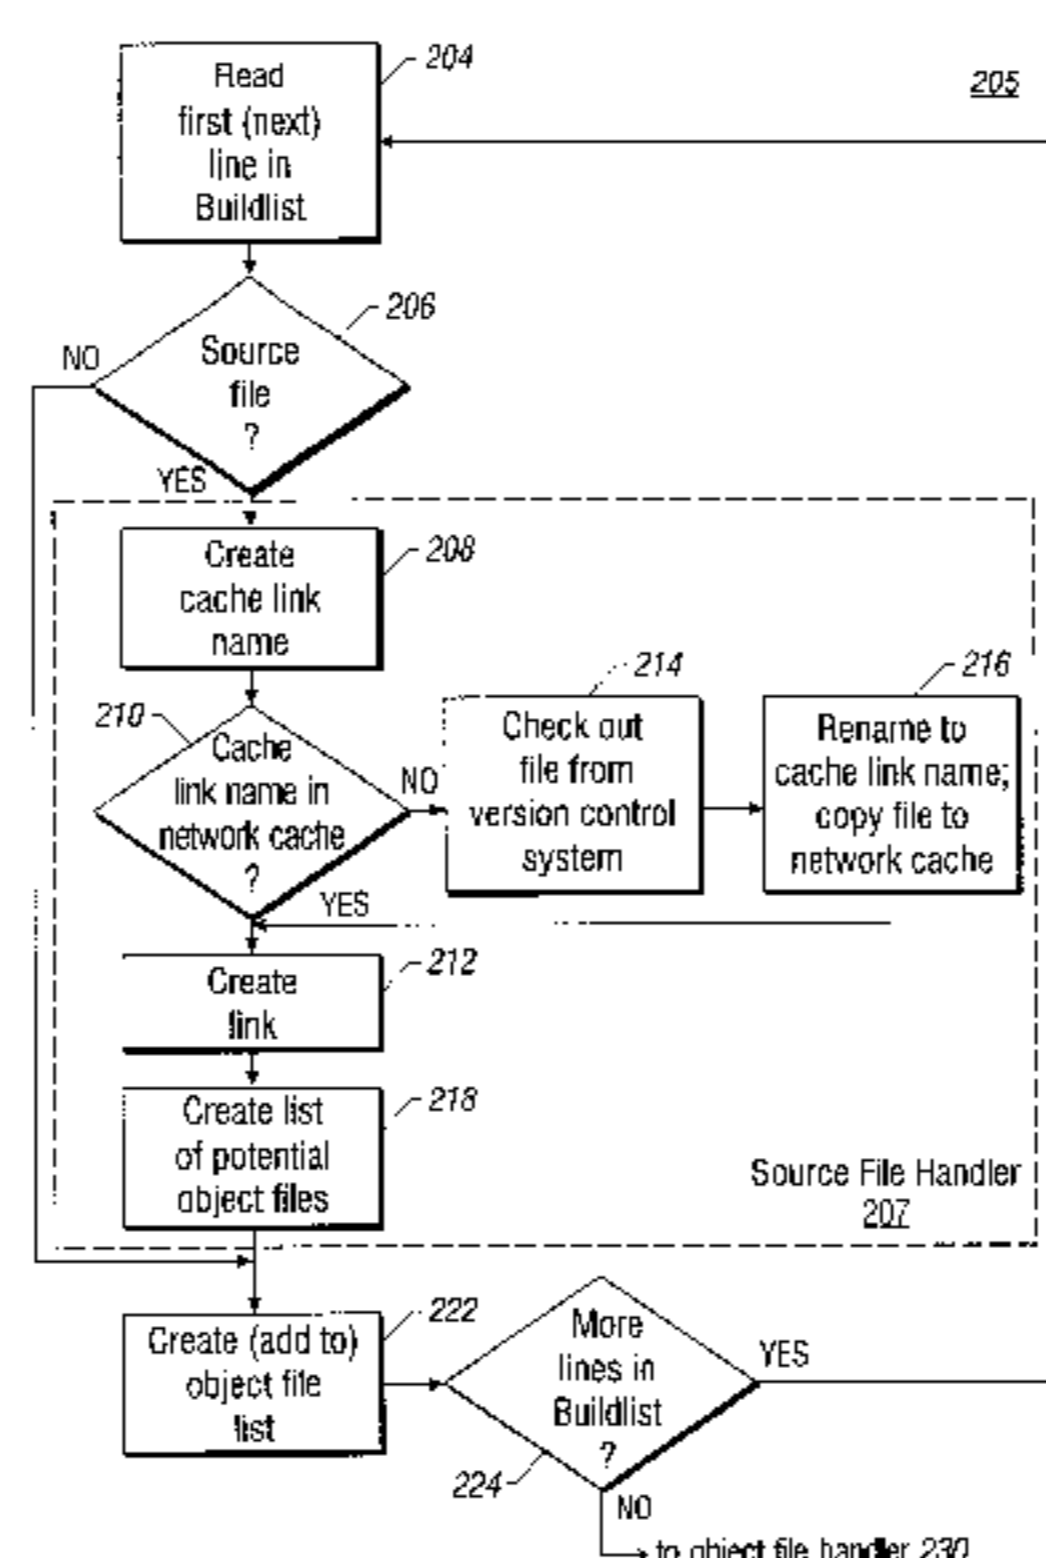 204
205
Read
first (next)
line in
Buildlist
206
NO
Source
file
?
YES
Create
cache link
name
208
210
Cache
link name in
network cache
?
NO
YES
214
Check out
file from
version control
system
216
Rename to
cache link name;
copy file to
network cache
212
Create
link
218
Create list
of potential
object files
Source File Handler
207
222
Create (add to)
object file
list
More
lines in
Buildlist
?
YES
224
NO
to object file handler 230